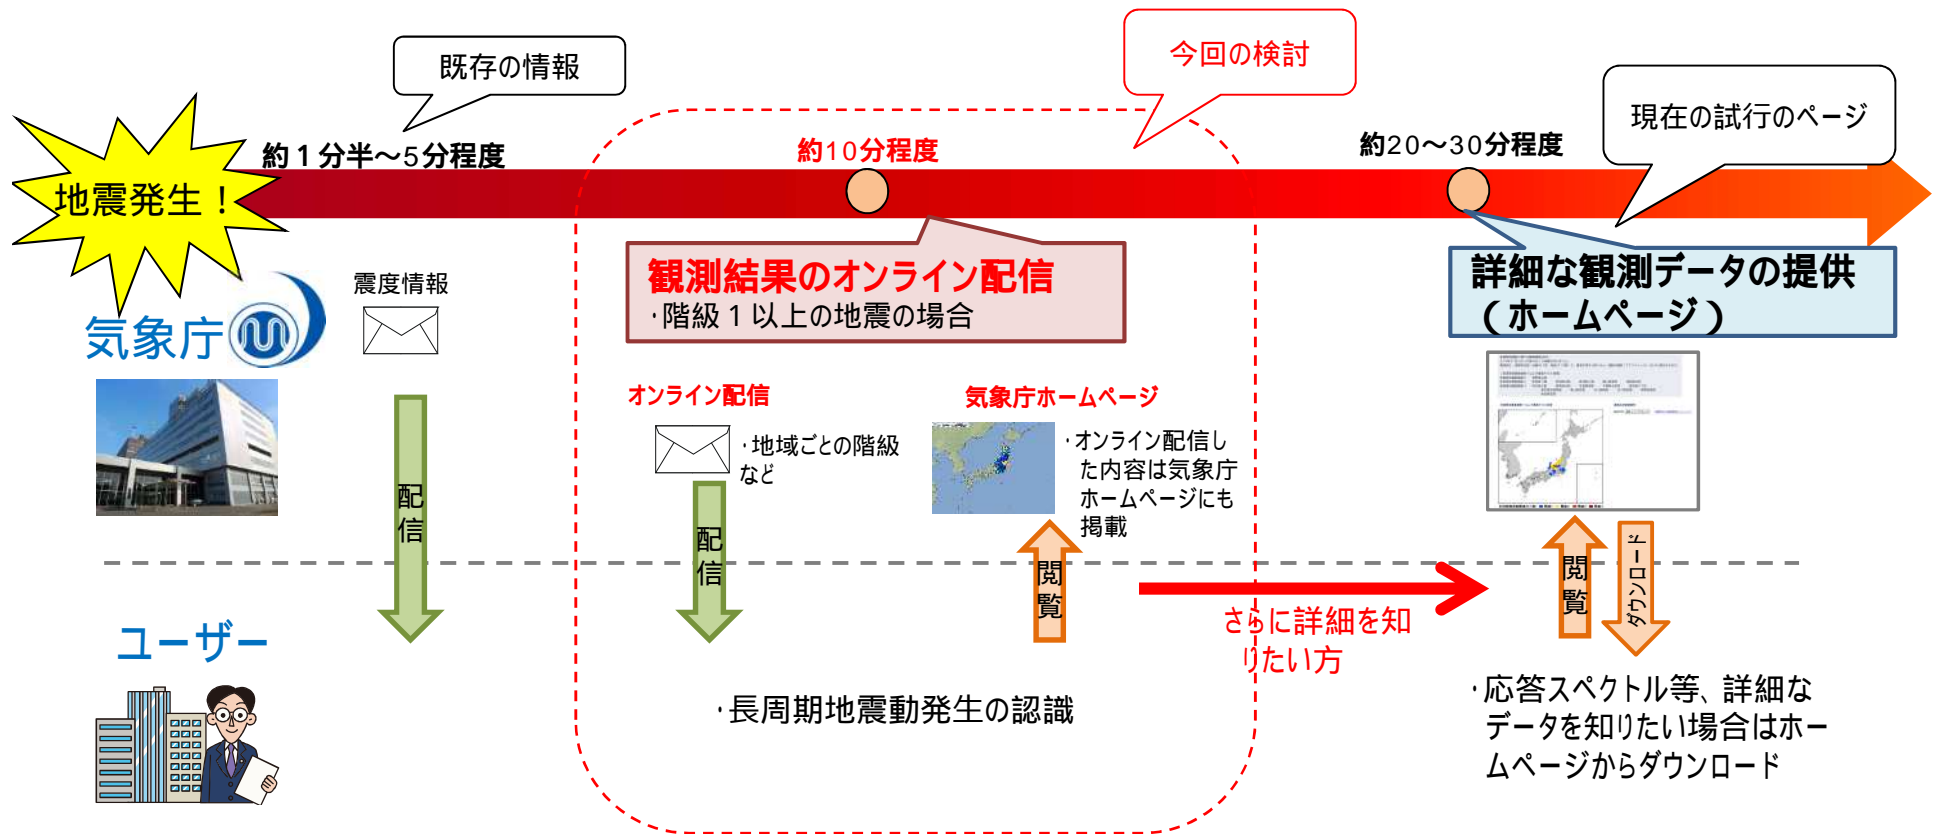 既存の情報
今回の検討
現在の試行のページ
約１分半～5分程度
約10分程度
約20～30分程度
地震発生！
観測結果のオンライン配信
・階級１以上の地震の場合
詳細な観測データの提供
（ホームページ）
気象庁
震度情報
オンライン配信
・地域ごとの階級
など
気象庁ホームページ
・オンライン配信し
た内容は気象庁
ホームページにも
掲載
配信
配信
閲覧
閲覧
ダウンロード
さらに詳細を知
りたい方
ユーザー
・長周期地震動発生の認識
・応答スペクトル等、詳細な
データを知りたい場合はホー
ムページからダウンロード